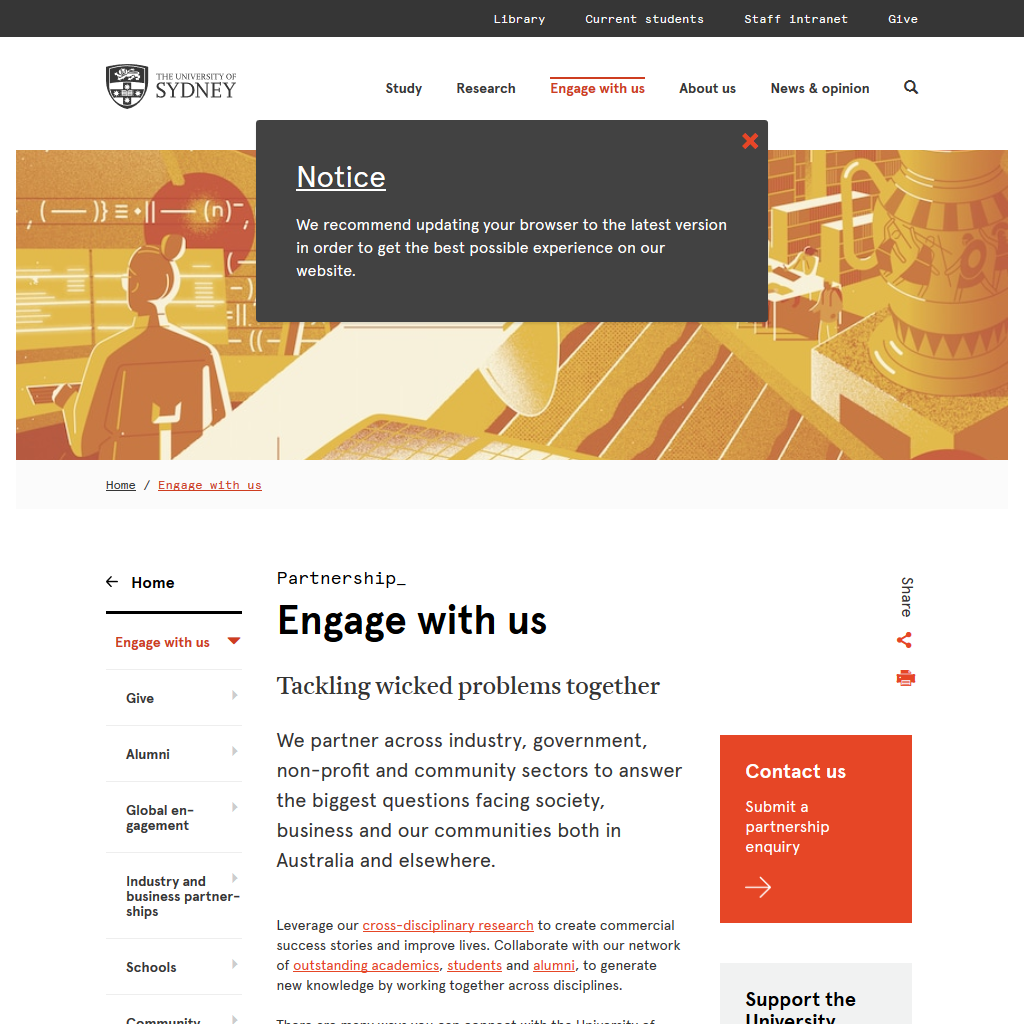 Library Current students Staff intranet Give
THE UNIVERSITY OF
SYDNEY
Study Research Engage with us About us News & opinion
Notice
We recommend updating your browser to the latest version
in order to get the best possible experience on our
website.
Home / Engage with us
Home
Engage with us
Give
Alumni
Global en-
gagement
Industry and
business partner-
ships
Schools
Community
Partnership_
Engage with us
Tackling wicked problems together
We partner across industry, government,
non-profit and community sectors to answer
the biggest questions facing society,
business and our communities both in
Australia and elsewhere.
Leverage our cross-disciplinary research to create commercial
success stories and improve lives. Collaborate with our network
of outstanding academics, students and alumni, to generate
new knowledge by working together across disciplines.
There are many ways you can connect with the University of
Share
Contact us
Submit a
partnership
enquiry
Support the
University